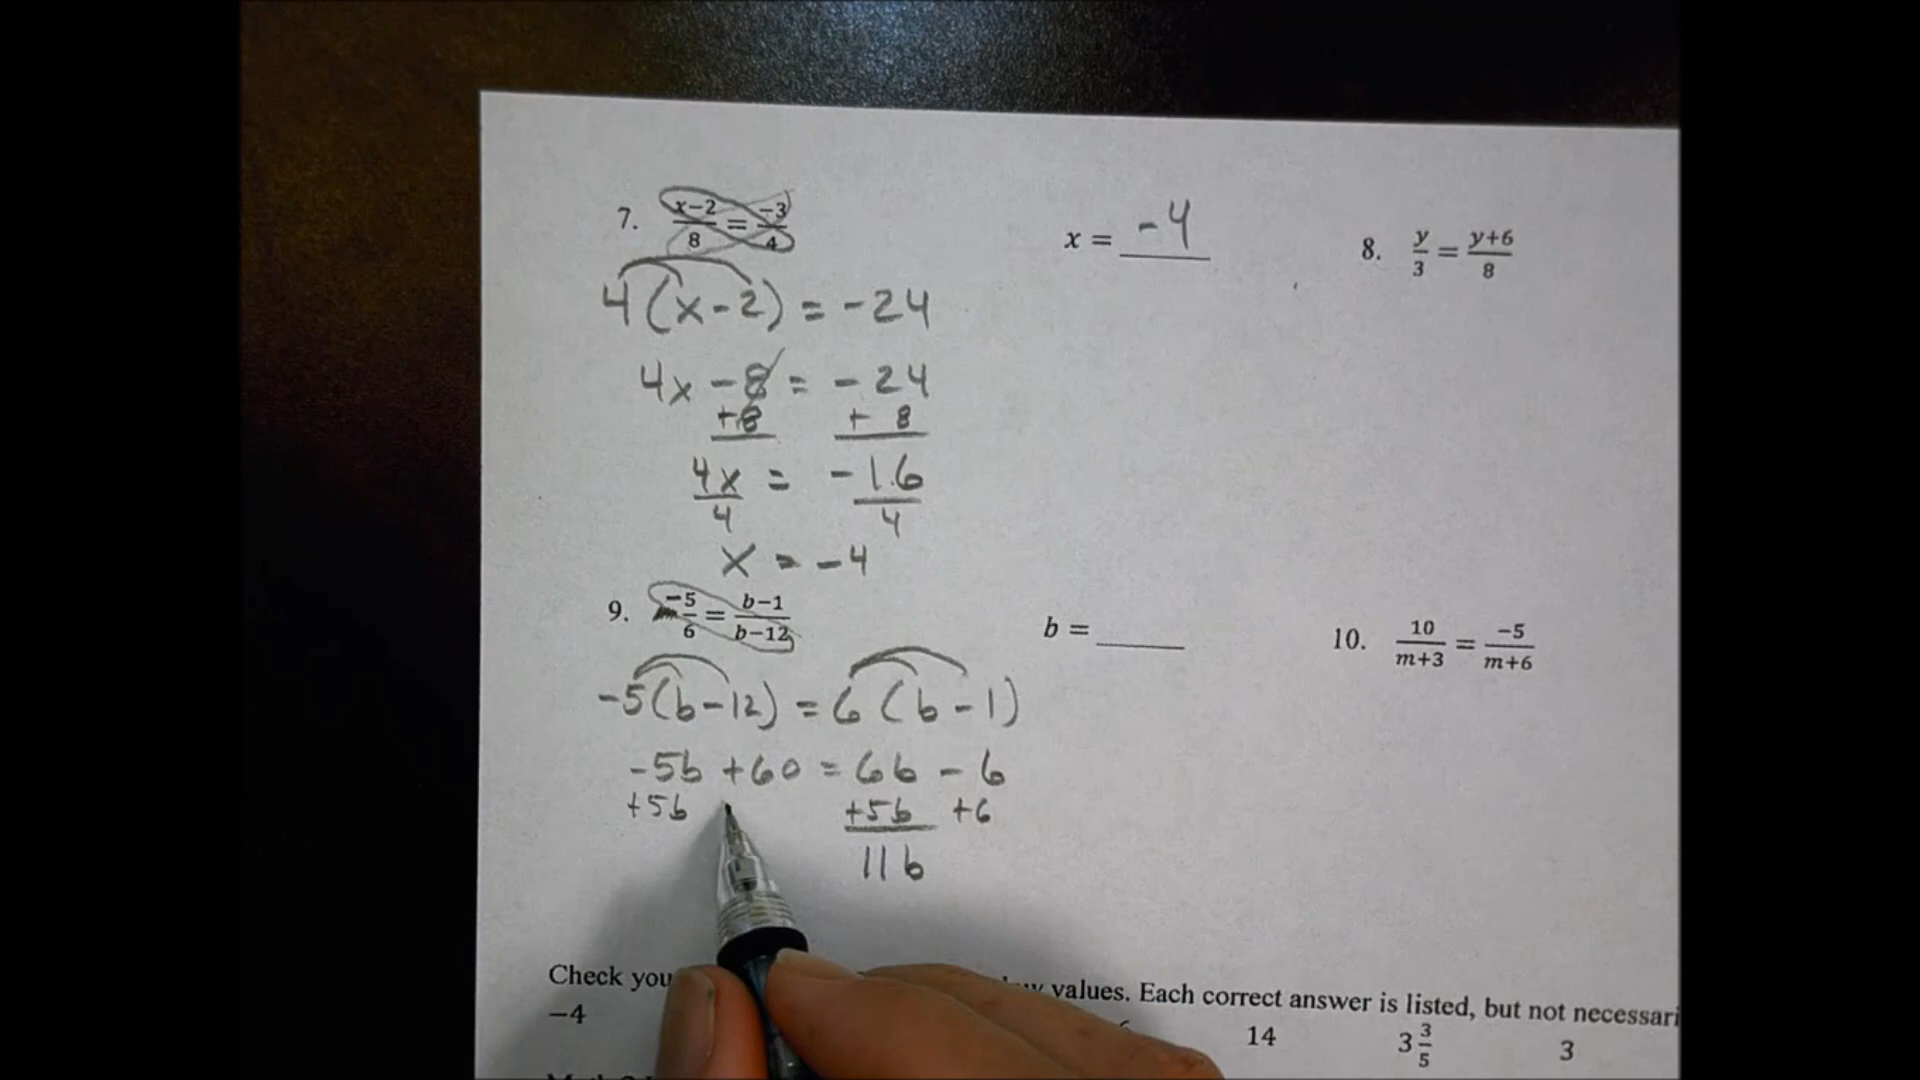 7. x−2/8 = −3/4
x = -4
8. y/3 = y+6/8
4(x-2) = -24
4x -8 = -24
+8 + 8
4x/4 = -16/4
x = -4
9. −5/6 = b−1/b−12
b = ____
10. 10/m+3 = −5/m+6
-5(b-12) = 6(b-1)
-5b +60 = 6b - 6
+5b +5b +6
11b
Check you values. Each correct answer is listed, but not necessari
−4 14 3 3/5 3